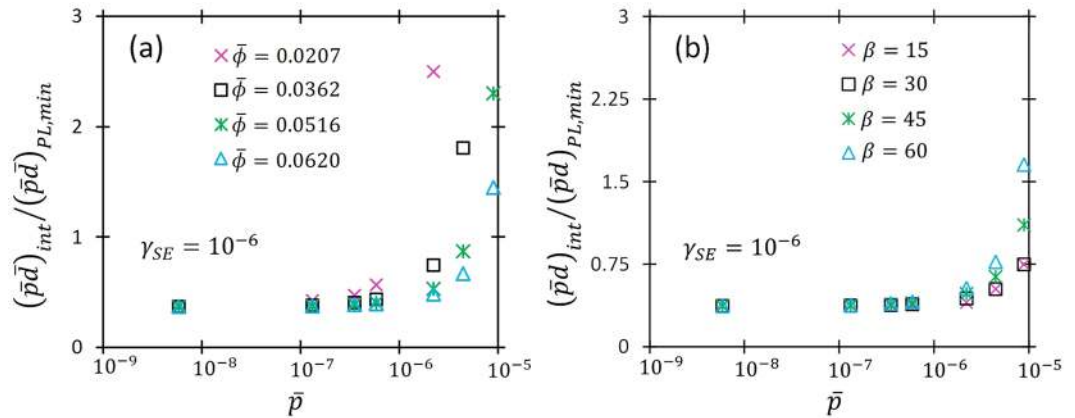 (a)
(p̄d̄)int/(p̄d̄)PL,min
3
2
1
0
× ϕ̄ = 0.0207
□ ϕ̄ = 0.0362
✳ ϕ̄ = 0.0516
△ ϕ̄ = 0.0620
γSE = 10⁻⁶
10⁻⁹ 10⁻⁸ 10⁻⁷ 10⁻⁶ 10⁻⁵
p̄
(b)
(p̄d̄)int/(p̄d̄)PL,min
3
2.25
1.5
0.75
0
× β = 15
□ β = 30
✳ β = 45
△ β = 60
γSE = 10⁻⁶
10⁻⁹ 10⁻⁸ 10⁻⁷ 10⁻⁶ 10⁻⁵
p̄